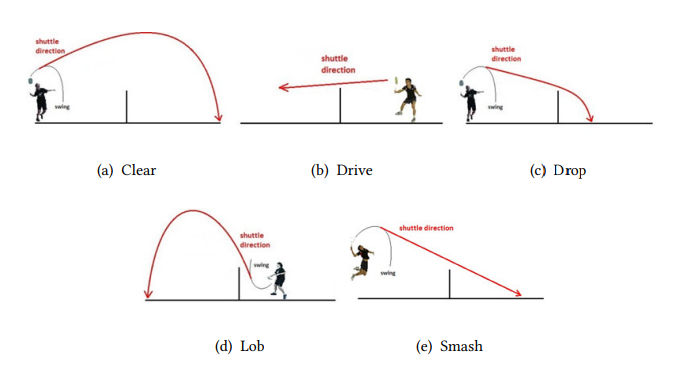 shuttle
direction
swing
shuttle
direction
shuttle
direction
swing
(a) Clear
(b) Drive
(c) Drop
shuttle
direction
swing
shuttle direction
swing
(d) Lob
(e) Smash